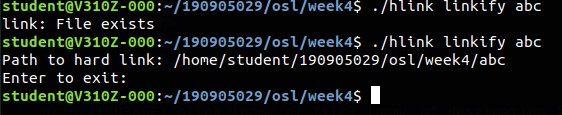 student@V310Z-000:~/190905029/osl/week4$ ./hlink linkify abc
link: File exists
student@V310Z-000:~/190905029/osl/week4$ ./hlink linkify abc
Path to hard link: /home/student/190905029/osl/week4/abc
Enter to exit:
student@V310Z-000:~/190905029/osl/week4$